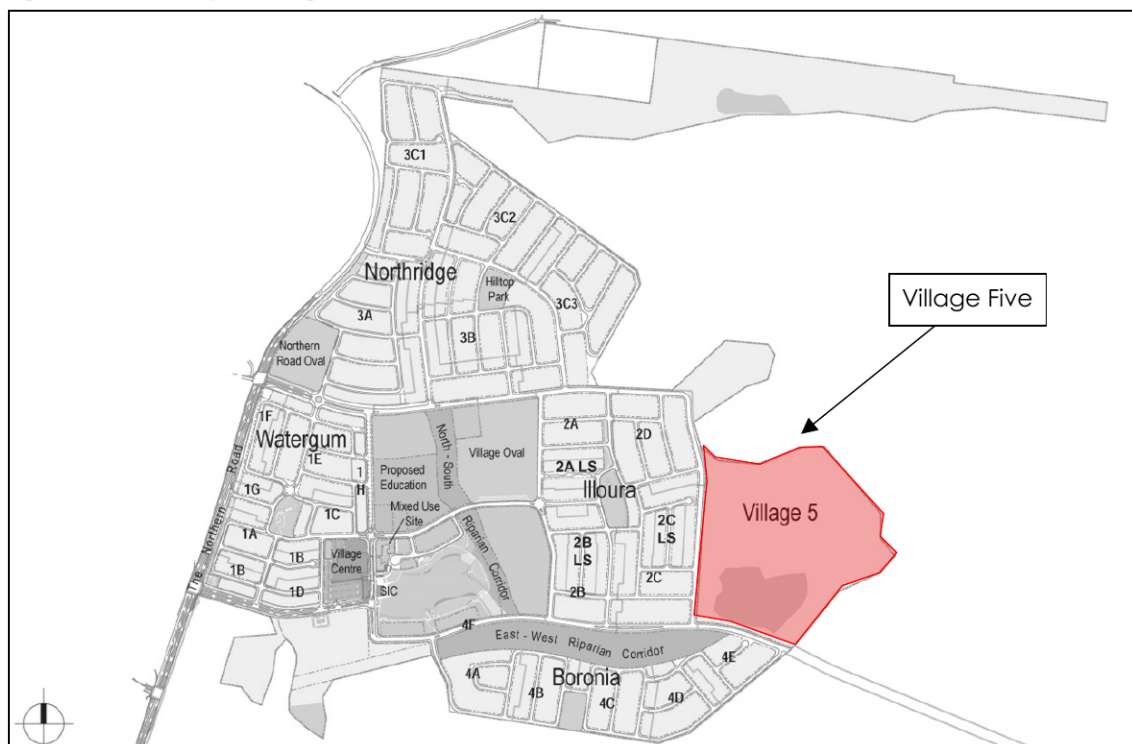 3C1
3C2
Northridge
Hilltop
Park
3C3
Village Five
3A
3B
Northern
Road Oval
1F
Watergum
1E
1
H
1G
1C
1A
1B
1B
1D
The Northern Road
Proposed
Education
North - South
Riparian
Corridor
Village Oval
Mixed Use
Site
Village
Centre
SIC
2A
2D
2A LS
Illoura
2B
LS
2C
LS
2B
2C
Village 5
4F
East - West Riparian Corridor
4E
4A
Boronia
4B
4C
4D